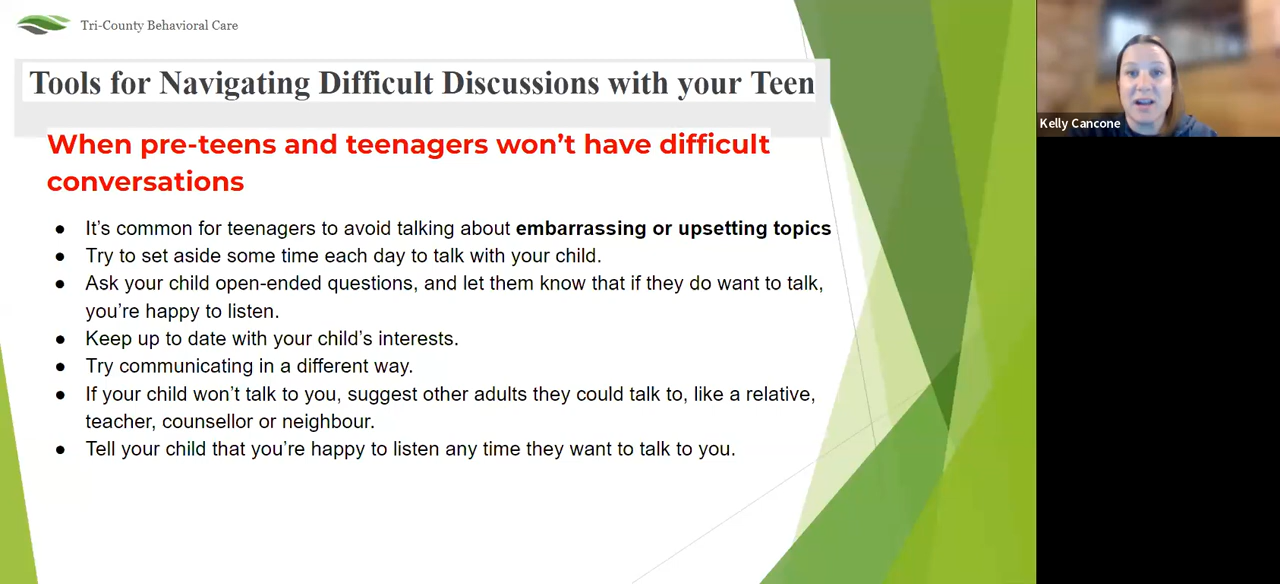 Tri-County Behavioral Care
Tools for Navigating Difficult Discussions with your Teen
When pre-teens and teenagers won’t have difficult
conversations
● It’s common for teenagers to avoid talking about embarrassing or upsetting topics
● Try to set aside some time each day to talk with your child.
● Ask your child open-ended questions, and let them know that if they do want to talk,
you’re happy to listen.
● Keep up to date with your child’s interests.
● Try communicating in a different way.
● If your child won’t talk to you, suggest other adults they could talk to, like a relative,
teacher, counsellor or neighbour.
● Tell your child that you’re happy to listen any time they want to talk to you.
Kelly Cancone